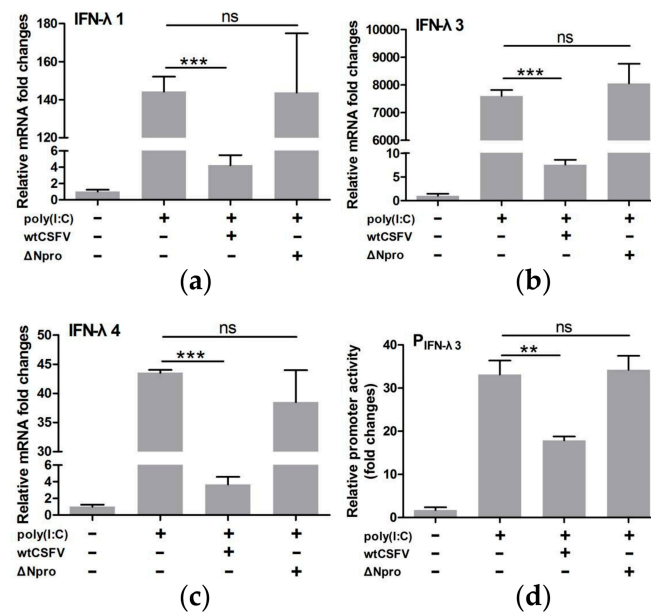 IFN-λ 1
ns
***
Relative mRNA fold changes
180
160
140
120
6
4
2
0
poly(I:C) − + + +
wtCSFV − − + −
ΔNpro − − − +
(a)
IFN-λ 3
ns
***
Relative mRNA fold changes
10000
9000
8000
7000
6000
10
5
0
poly(I:C) − + + +
wtCSFV − − + −
ΔNpro − − − +
(b)
IFN-λ 4
ns
***
Relative mRNA fold changes
50
45
40
35
30
6
4
2
0
poly(I:C) − + + +
wtCSFV − − + −
ΔNpro − − − +
(c)
PIFN-λ 3
ns
**
Relative promoter activity
(fold changes)
40
30
20
10
0
poly(I:C) − + + +
wtCSFV − − + −
ΔNpro − − − +
(d)